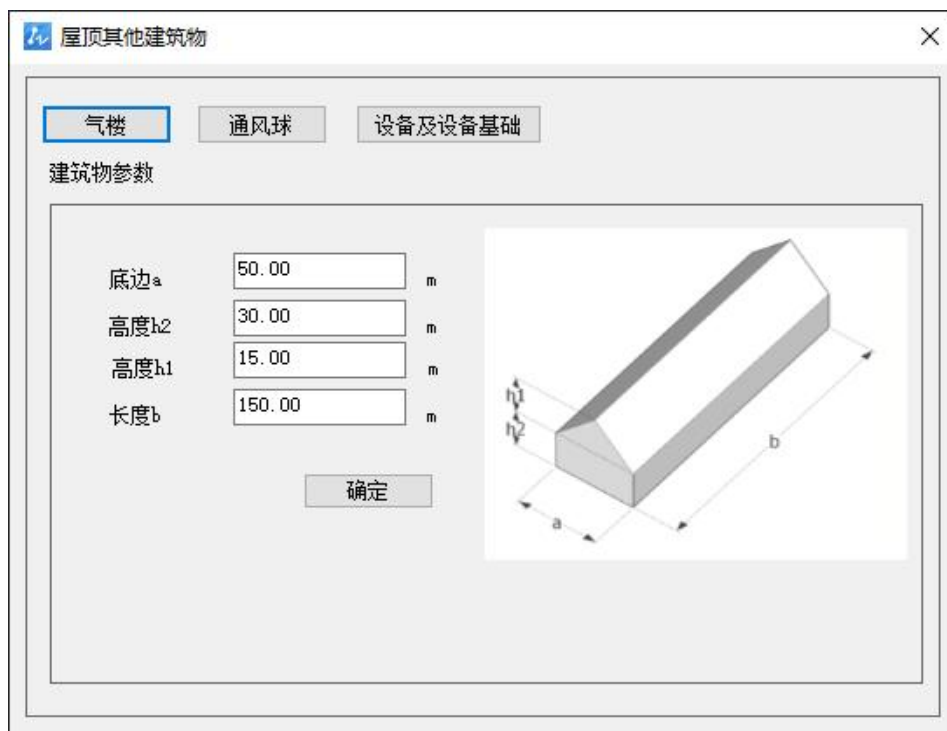 屋顶其他建筑物
气楼 通风球 设备及设备基础
建筑物参数
底边a 50.00 m
高度h2 30.00 m
高度h1 15.00 m
长度b 150.00 m
确定
h1
h2
b
a